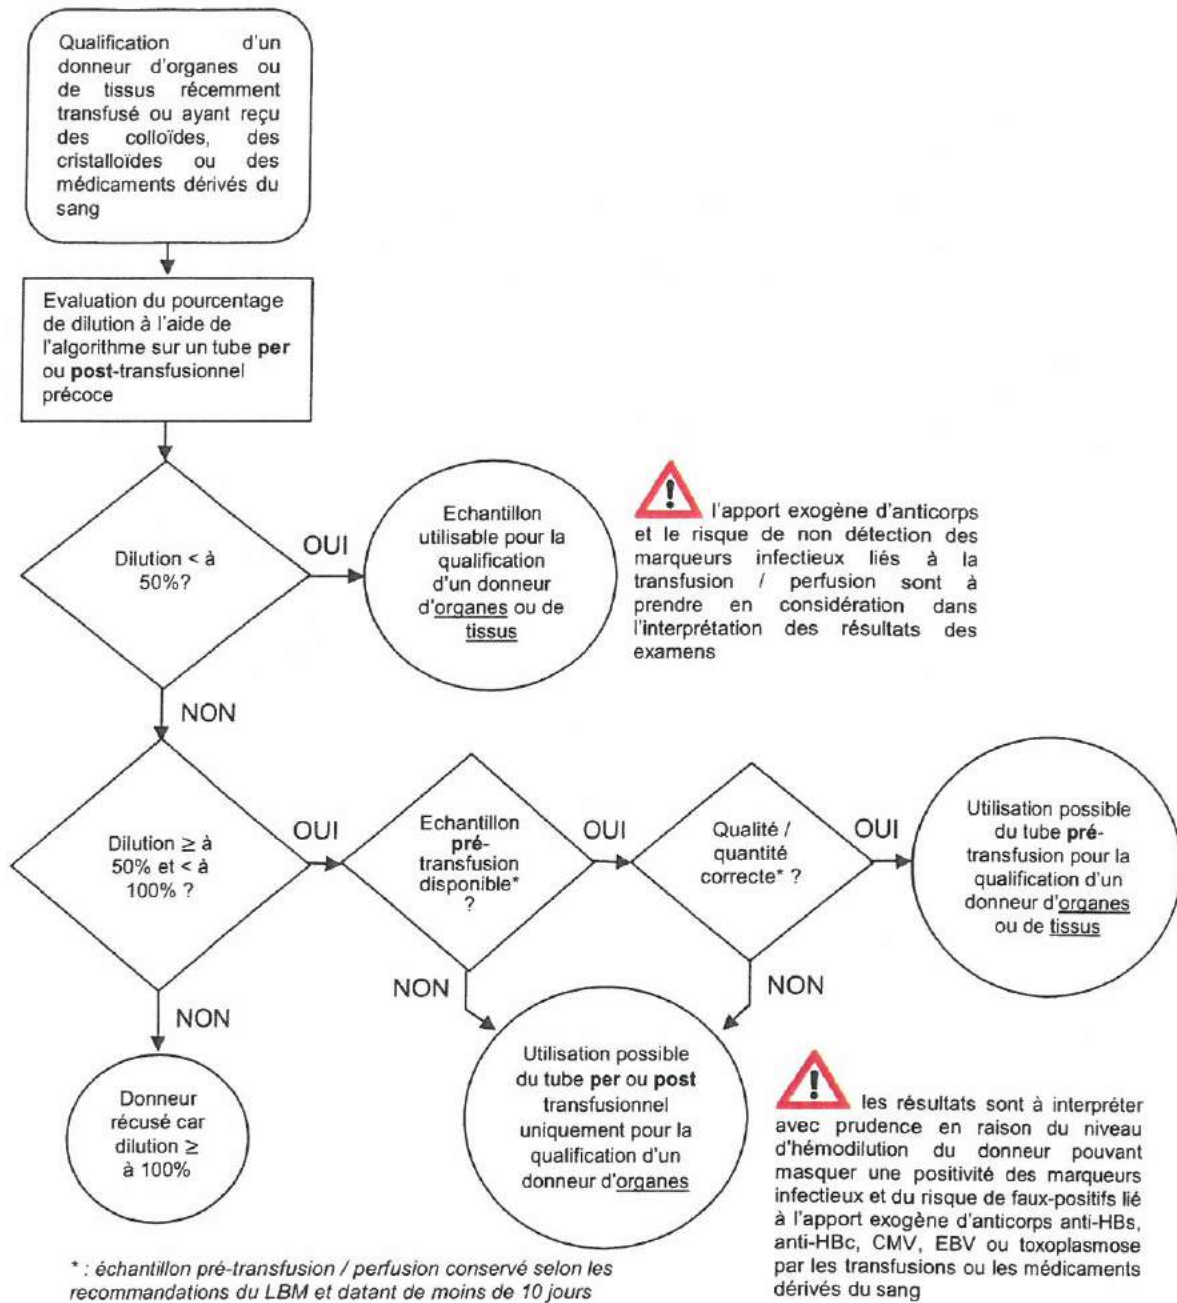 Qualification d'un
donneur d'organes ou
de tissus récemment
transfusé ou ayant reçu
des colloïdes, des
cristalloïdes ou des
médicaments dérivés du
sang
Evaluation du pourcentage
de dilution à l'aide de
l'algorithme sur un tube per
ou post-transfusionnel
précoce
Dilution < à
50%?
OUI
Echantillon
utilisable pour la
qualification
d'un donneur
d'organes ou de
tissus
l'apport exogène d'anticorps
et le risque de non détection des
marqueurs infectieux liés à la
transfusion / perfusion sont à
prendre en considération dans
l'interprétation des résultats des
examens
NON
Dilution ≥ à
50% et < à
100% ?
OUI
Echantillon
pré-
transfusion
disponible*
?
OUI
Qualité /
quantité
correcte* ?
OUI
Utilisation possible
du tube pré-
transfusion pour la
qualification d'un
donneur d'organes
ou de tissus
NON
NON
NON
Donneur
récusé car
dilution ≥
à 100%
Utilisation possible
du tube per ou post
transfusionnel
uniquement pour la
qualification d'un
donneur d'organes
les résultats sont à interpréter
avec prudence en raison du niveau
d'hémodilution du donneur pouvant
masquer une positivité des marqueurs
infectieux et du risque de faux-positifs lié
à l'apport exogène d'anticorps anti-HBs,
anti-HBc, CMV, EBV ou toxoplasmose
par les transfusions ou les médicaments
dérivés du sang
* : échantillon pré-transfusion / perfusion conservé selon les
recommandations du LBM et datant de moins de 10 jours